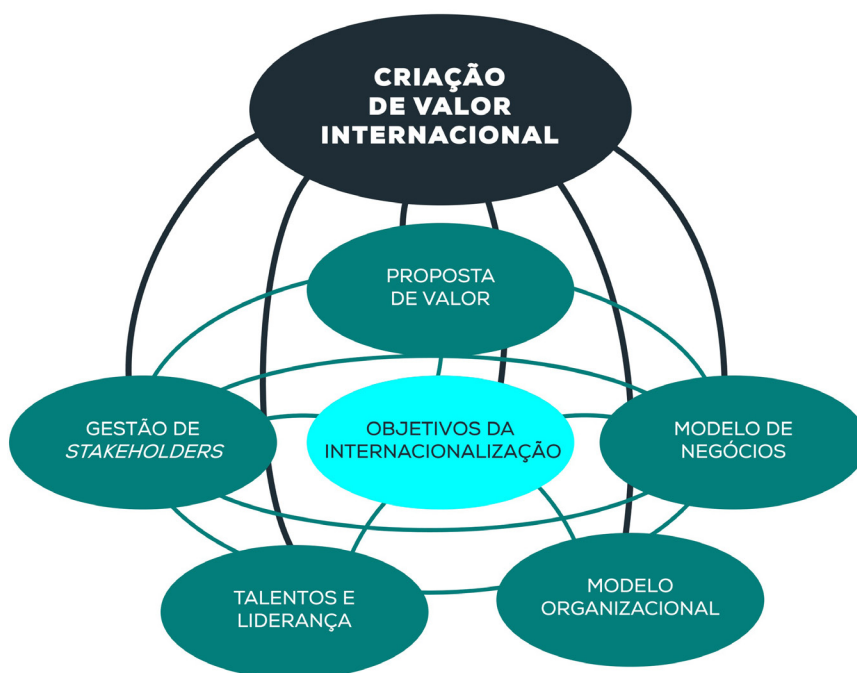 CRIAÇÃO
DE VALOR
INTERNACIONAL
PROPOSTA
DE VALOR
GESTÃO DE
STAKEHOLDERS
OBJETIVOS DA
INTERNACIONALIZAÇÃO
MODELO DE
NEGÓCIOS
TALENTOS E
LIDERANÇA
MODELO
ORGANIZACIONAL